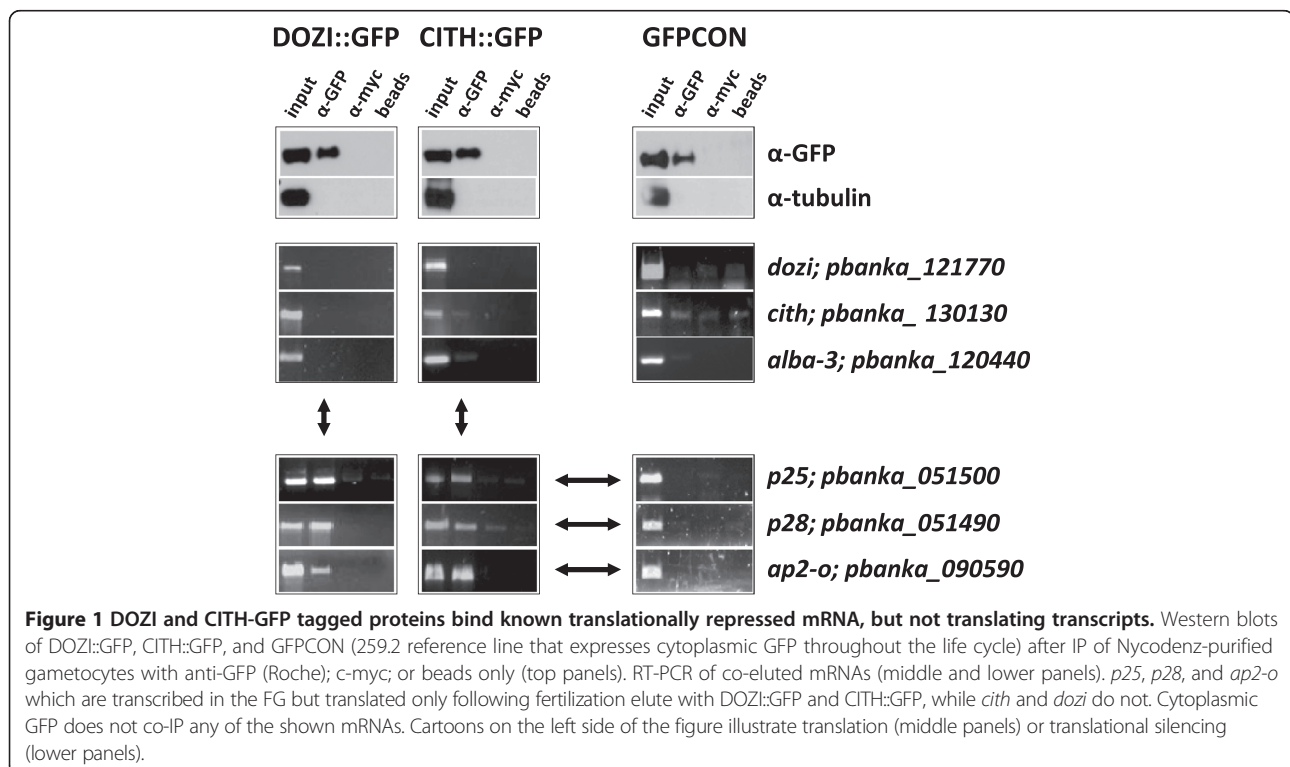 DOZI::GFP CITH::GFP GFPCON
input α-GFP α-myc beads input α-GFP α-myc beads input α-GFP α-myc beads
α-GFP
α-tubulin
dozi; pbanka_121770
cith; pbanka_ 130130
alba-3; pbanka_120440
p25; pbanka_051500
p28; pbanka_051490
ap2-o; pbanka_090590
Figure 1 DOZI and CITH-GFP tagged proteins bind known translationally repressed mRNA, but not translating transcripts. Western blots
of DOZI::GFP, CITH::GFP, and GFPCON (259.2 reference line that expresses cytoplasmic GFP throughout the life cycle) after IP of Nycodenz-purified
gametocytes with anti-GFP (Roche); c-myc; or beads only (top panels). RT-PCR of co-eluted mRNAs (middle and lower panels). p25, p28, and ap2-o
which are transcribed in the FG but translated only following fertilization elute with DOZI::GFP and CITH::GFP, while cith and dozi do not. Cytoplasmic
GFP does not co-IP any of the shown mRNAs. Cartoons on the left side of the figure illustrate translation (middle panels) or translational silencing
(lower panels).